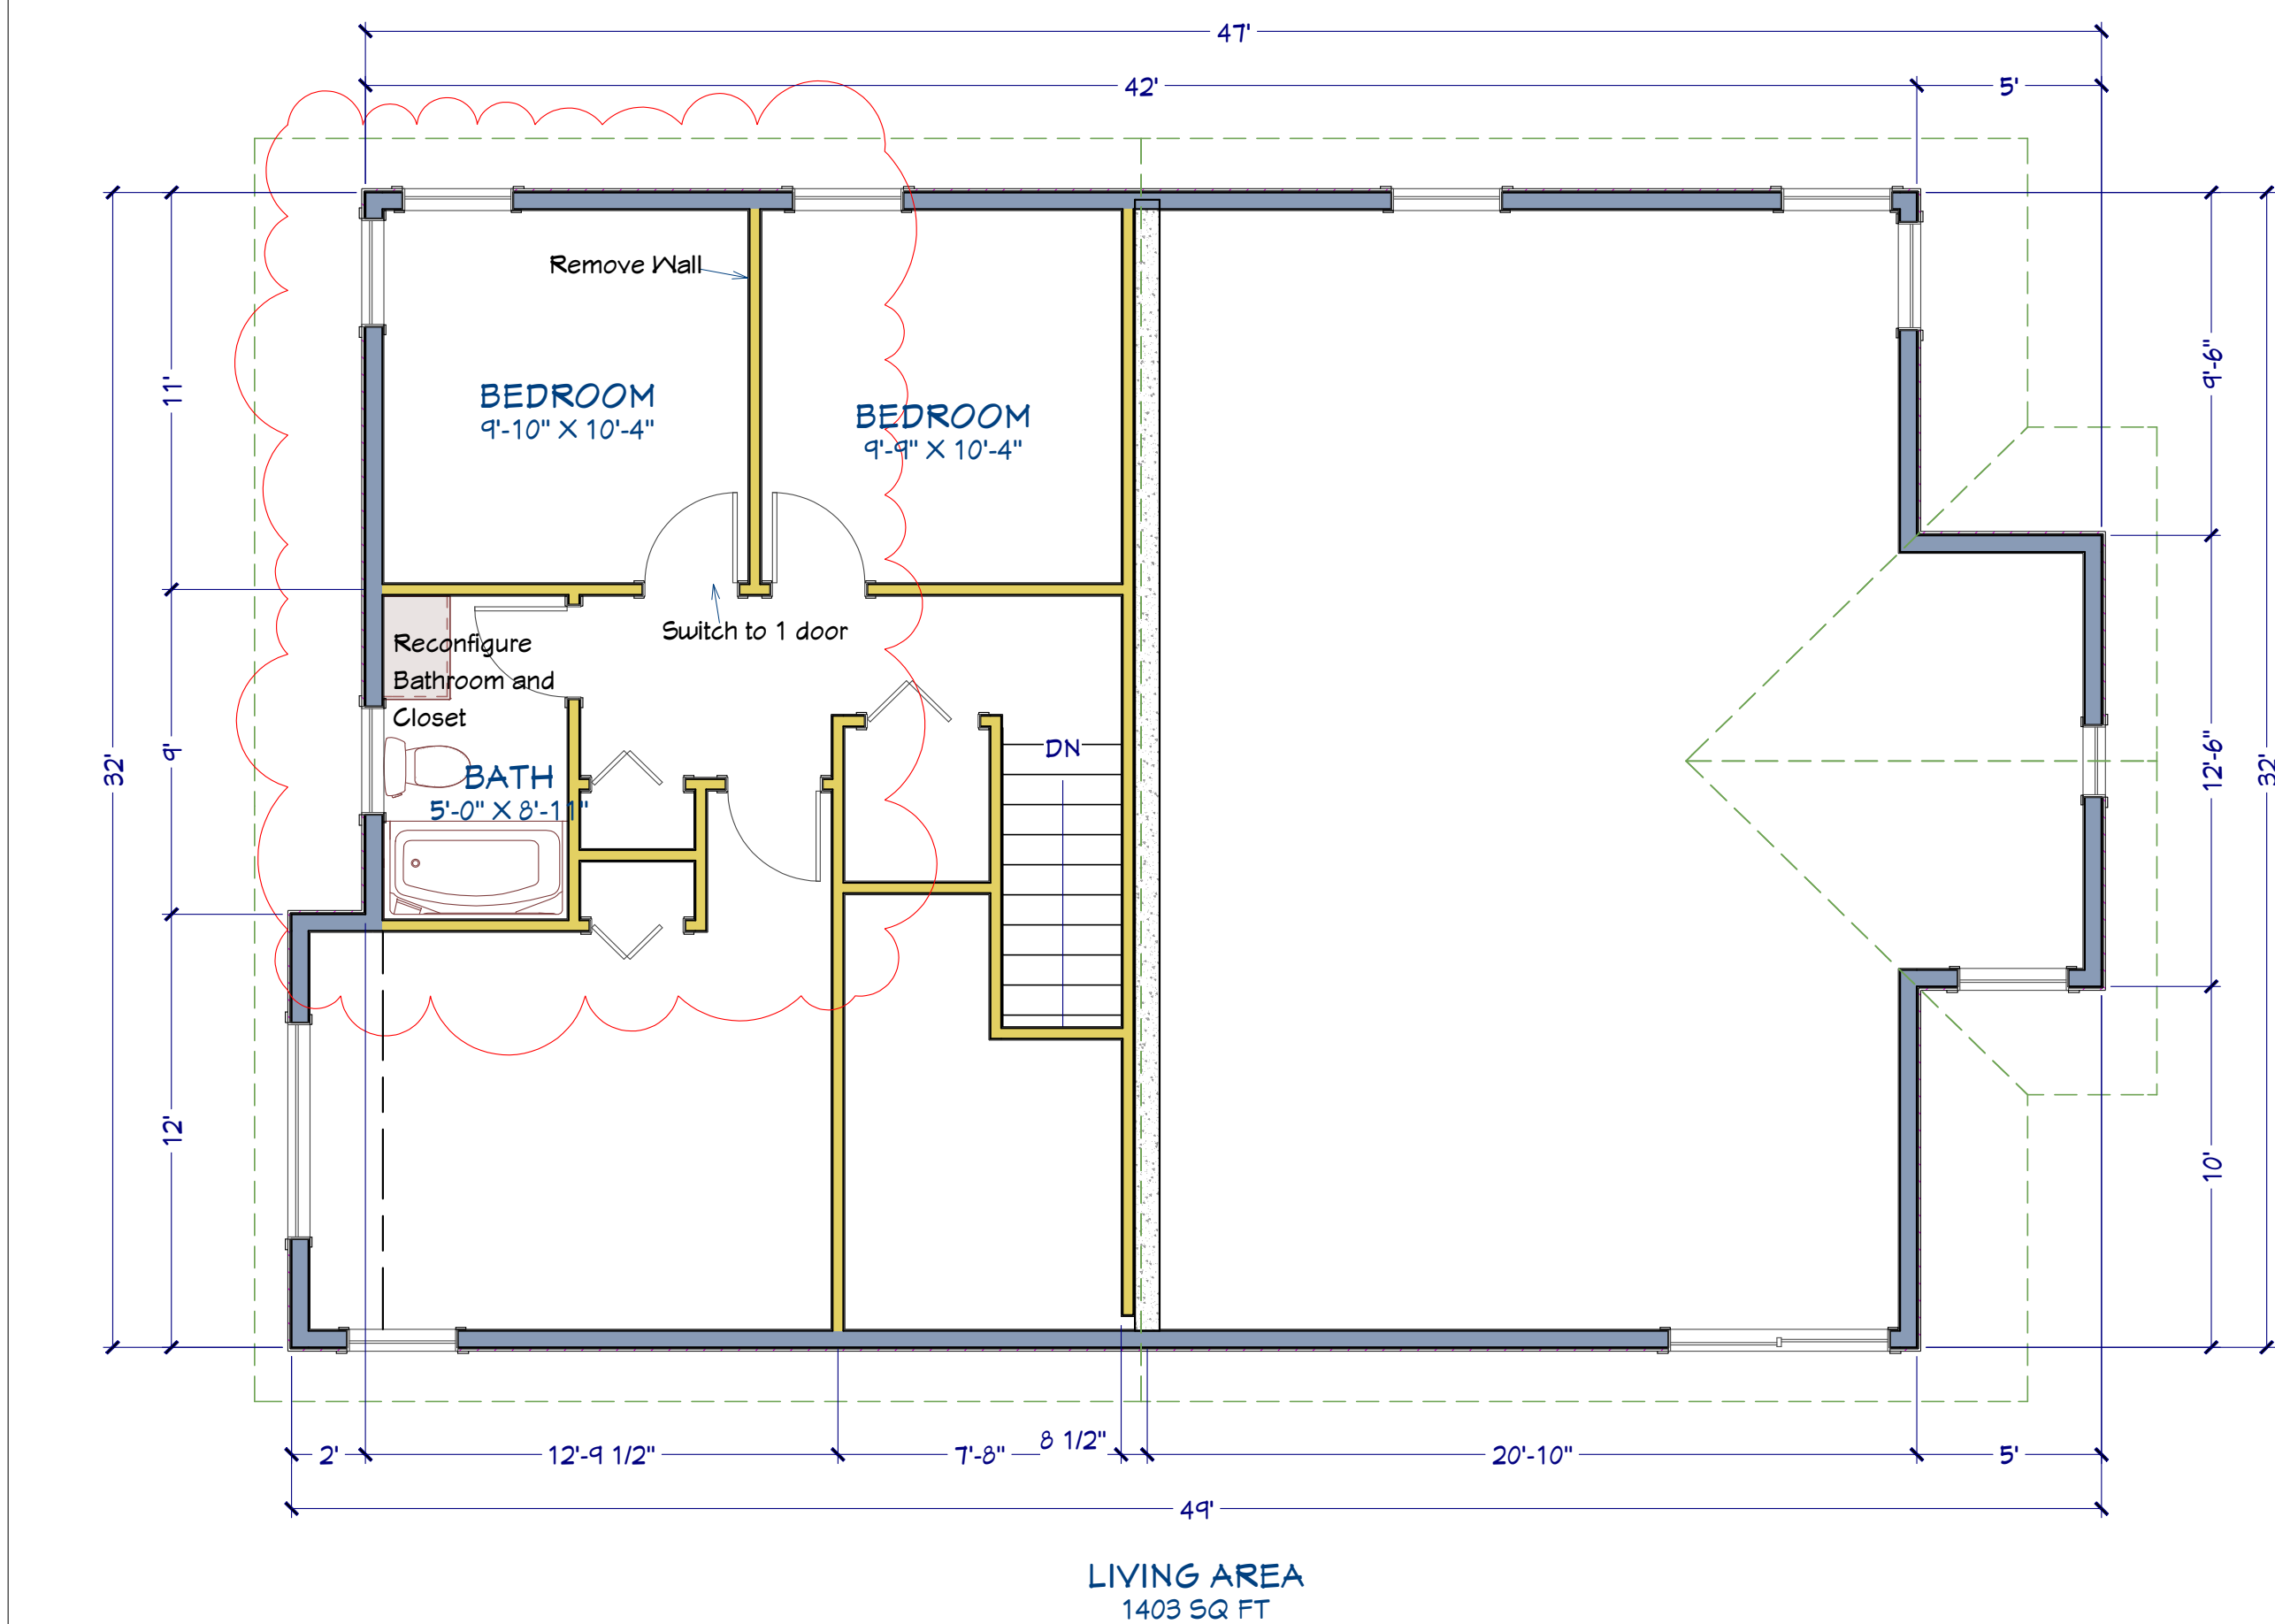 47'
42'
5'
Remove Wall
BEDROOM
9'-10" X 10'-4"
BEDROOM
9'-9" X 10'-4"
11'
9'-6"
Switch to 1 door
Reconfigure
Bathroom and
Closet
BATH
5'-0" X 8'-11"
DN
9'
32'
12'-6"
32'
12'
10'
2'
12'-9 1/2"
7'-8"
8 1/2"
20'-10"
5'
49'
LIVING AREA
1403 SQ FT